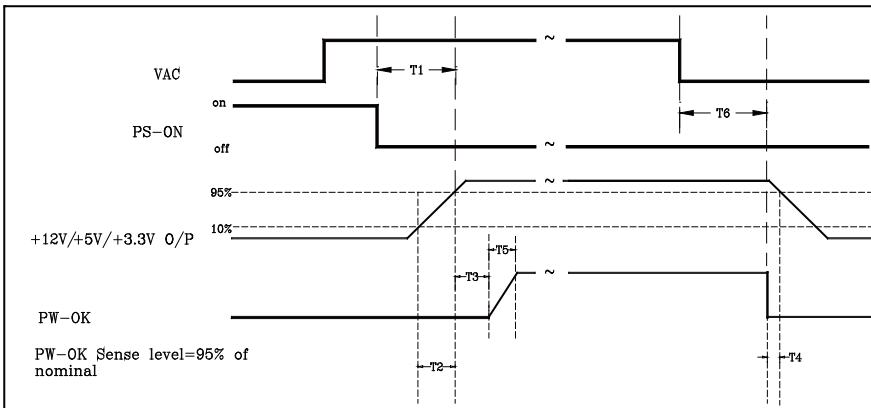 VAC
T1
on
PS-ON
off
T6
95%
10%
+12V/+5V/+3.3V O/P
T5
T3
PW-OK
PW-OK Sense level=95% of
nominal
T2
T4
~
~
~
~